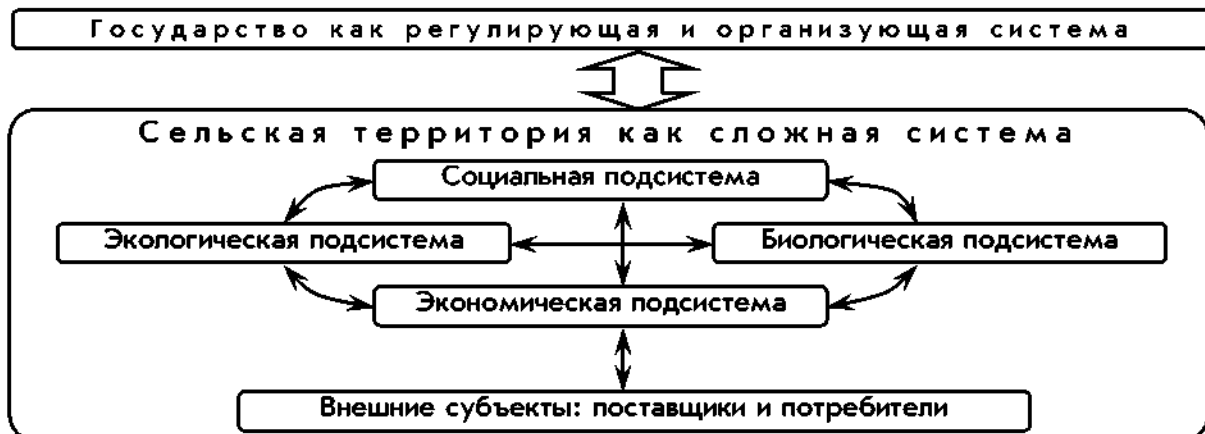 Государство как регулирующая и организующая система
Сельская территория как сложная система
Социальная подсистема
Экологическая подсистема
Биологическая подсистема
Экономическая подсистема
Внешние субъекты: поставщики и потребители